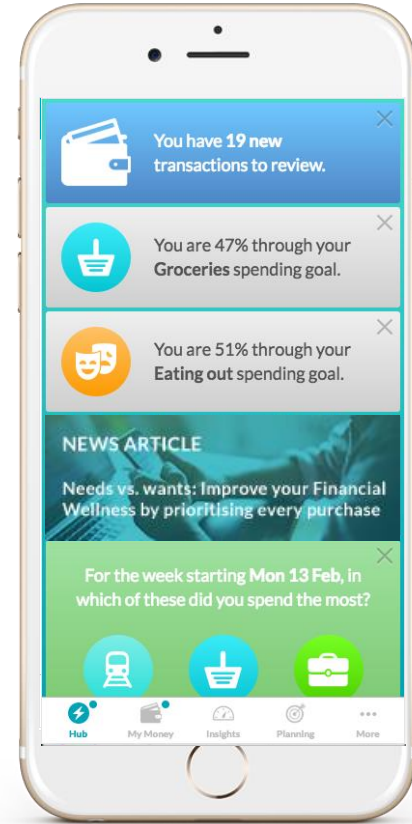 You have 19 new
transactions to review.
You are 47% through your
Groceries spending goal.
You are 51% through your
Eating out spending goal.
NEWS ARTICLE
Needs vs. wants: Improve your Financial
Wellness by prioritising every purchase
For the week starting Mon 13 Feb, in
which of these did you spend the most?
Hub My Money Insights Planning More